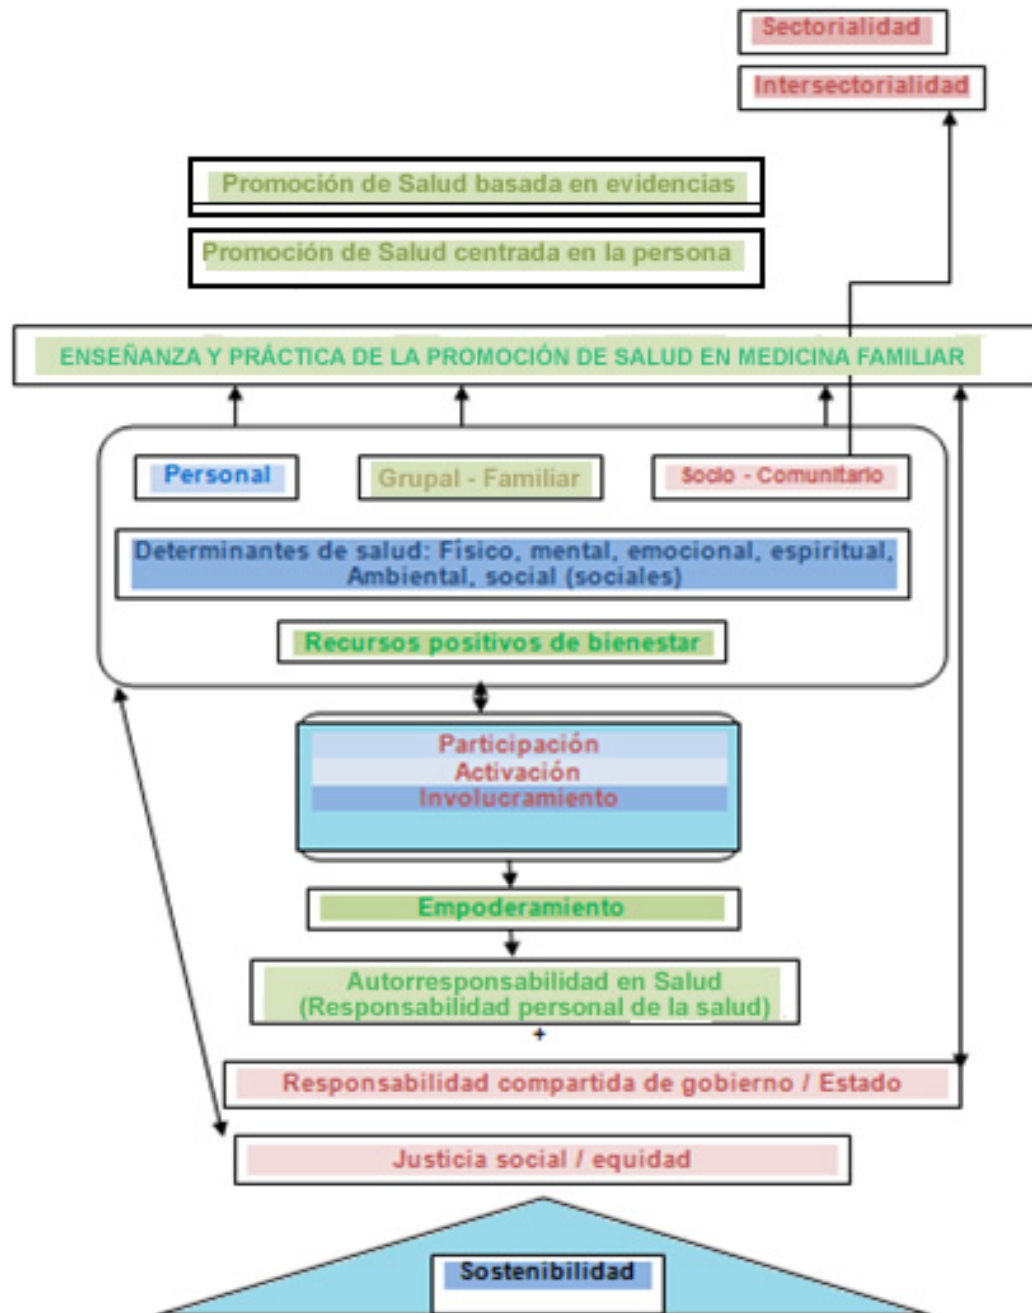 Sectorialidad
Intersectorialidad
Promoción de Salud basada en evidencias
Promoción de Salud centrada en la persona
ENSEÑANZA Y PRÁCTICA DE LA PROMOCIÓN DE SALUD EN MEDICINA FAMILIAR
Personal
Grupal - Familiar
Socio - Comunitario
Determinantes de salud: Físico, mental, emocional, espiritual,
Ambiental, social (sociales)
Recursos positivos de bienestar
Participación
Activación
Involucramiento
Empoderamiento
Autorresponsabilidad en Salud
(Responsabilidad personal de la salud)
+
Responsabilidad compartida de gobierno / Estado
Justicia social / equidad
Sostenibilidad